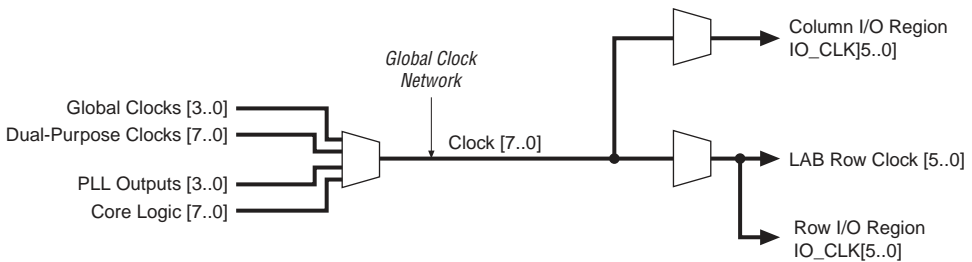 Column I/O Region
IO_CLK]5..0]
Global Clock
Network
Global Clocks [3..0]
Dual-Purpose Clocks [7..0]
Clock [7..0]
LAB Row Clock [5..0]
PLL Outputs [3..0]
Core Logic [7..0]
Row I/O Region
IO_CLK[5..0]